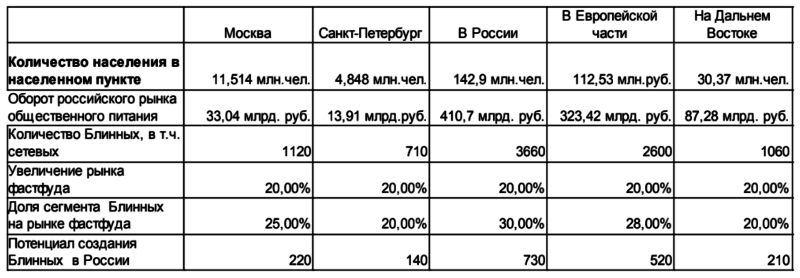 Москва Санкт-Петербург В России В Европейской части На Дальнем Востоке
Количество населения в населенном пункте 11,514 млн.чел. 4,848 млн.чел. 142,9 млн.чел. 112,53 млн.руб. 30,37 млн.чел.
Оборот российского рынка общественного питания 33,04 млрд. руб. 13,91 млрд.руб. 410,7 млрд. руб. 323,42 млрд. руб. 87,28 млрд. руб.
Количество Блинных, в т.ч. сетевых 1120 710 3660 2600 1060
Увеличение рынка фастфуда 20,00% 20,00% 20,00% 20,00% 20,00%
Доля сегмента Блинных на рынке фастфуда 25,00% 20,00% 30,00% 28,00% 20,00%
Потенциал создания Блинных в России 220 140 730 520 210